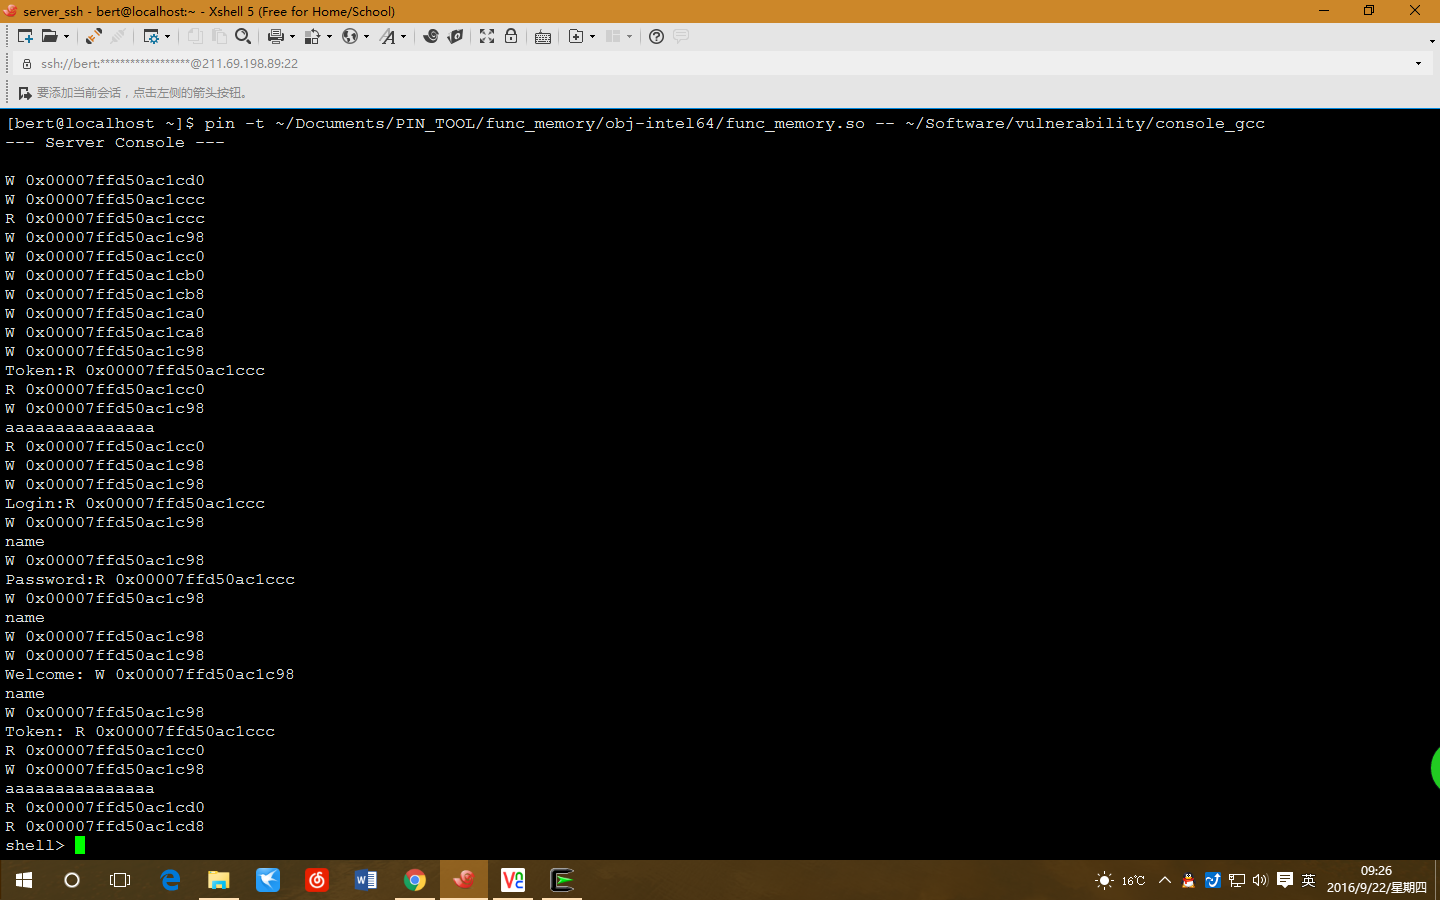 server_ssh - bert@localhost:~ - Xshell 5 (Free for Home/School)
ssh://bert:******************@211.69.198.89:22
要添加当前会话，点击左侧的箭头按钮。
[bert@localhost ~]$ pin -t ~/Documents/PIN_TOOL/func_memory/obj-intel64/func_memory.so -- ~/Software/vulnerability/console_gcc
--- Server Console ---
W 0x00007ffd50ac1cd0
W 0x00007ffd50ac1ccc
R 0x00007ffd50ac1ccc
W 0x00007ffd50ac1c98
W 0x00007ffd50ac1cc0
W 0x00007ffd50ac1cb0
W 0x00007ffd50ac1cb8
W 0x00007ffd50ac1ca0
W 0x00007ffd50ac1ca8
W 0x00007ffd50ac1c98
Token:R 0x00007ffd50ac1ccc
R 0x00007ffd50ac1cc0
W 0x00007ffd50ac1c98
aaaaaaaaaaaaaaa
R 0x00007ffd50ac1cc0
W 0x00007ffd50ac1c98
W 0x00007ffd50ac1c98
Login:R 0x00007ffd50ac1ccc
W 0x00007ffd50ac1c98
name
W 0x00007ffd50ac1c98
Password:R 0x00007ffd50ac1ccc
W 0x00007ffd50ac1c98
name
W 0x00007ffd50ac1c98
W 0x00007ffd50ac1c98
Welcome: W 0x00007ffd50ac1c98
name
W 0x00007ffd50ac1c98
Token: R 0x00007ffd50ac1ccc
R 0x00007ffd50ac1cc0
W 0x00007ffd50ac1c98
aaaaaaaaaaaaaaa
R 0x00007ffd50ac1cd0
R 0x00007ffd50ac1cd8
shell>
16℃
英
09:26
2016/9/22/星期四